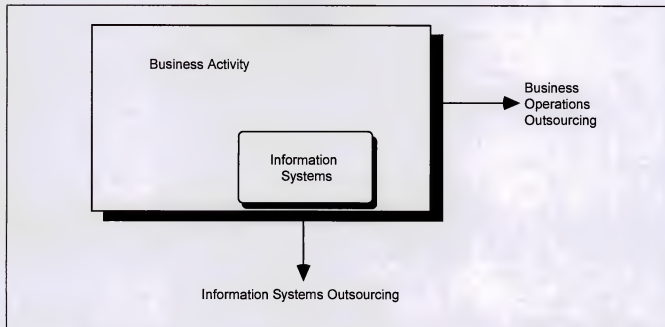 Business Activity
Business
Operations
Outsourcing
Information
Systems
Information Systems Outsourcing